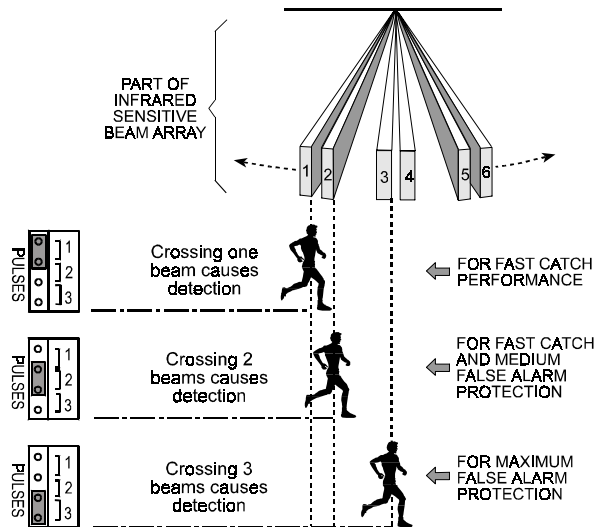 PART OF
INFRARED
SENSITIVE
BEAM ARRAY
1 2 3 4 5 6
PULSES
1
2
3
Crossing one
beam causes
detection
FOR FAST CATCH
PERFORMANCE
PULSES
1
2
3
Crossing 2
beams causes
detection
FOR FAST CATCH
AND MEDIUM
FALSE ALARM
PROTECTION
PULSES
1
2
3
Crossing 3
beams causes
detection
FOR MAXIMUM
FALSE ALARM
PROTECTION